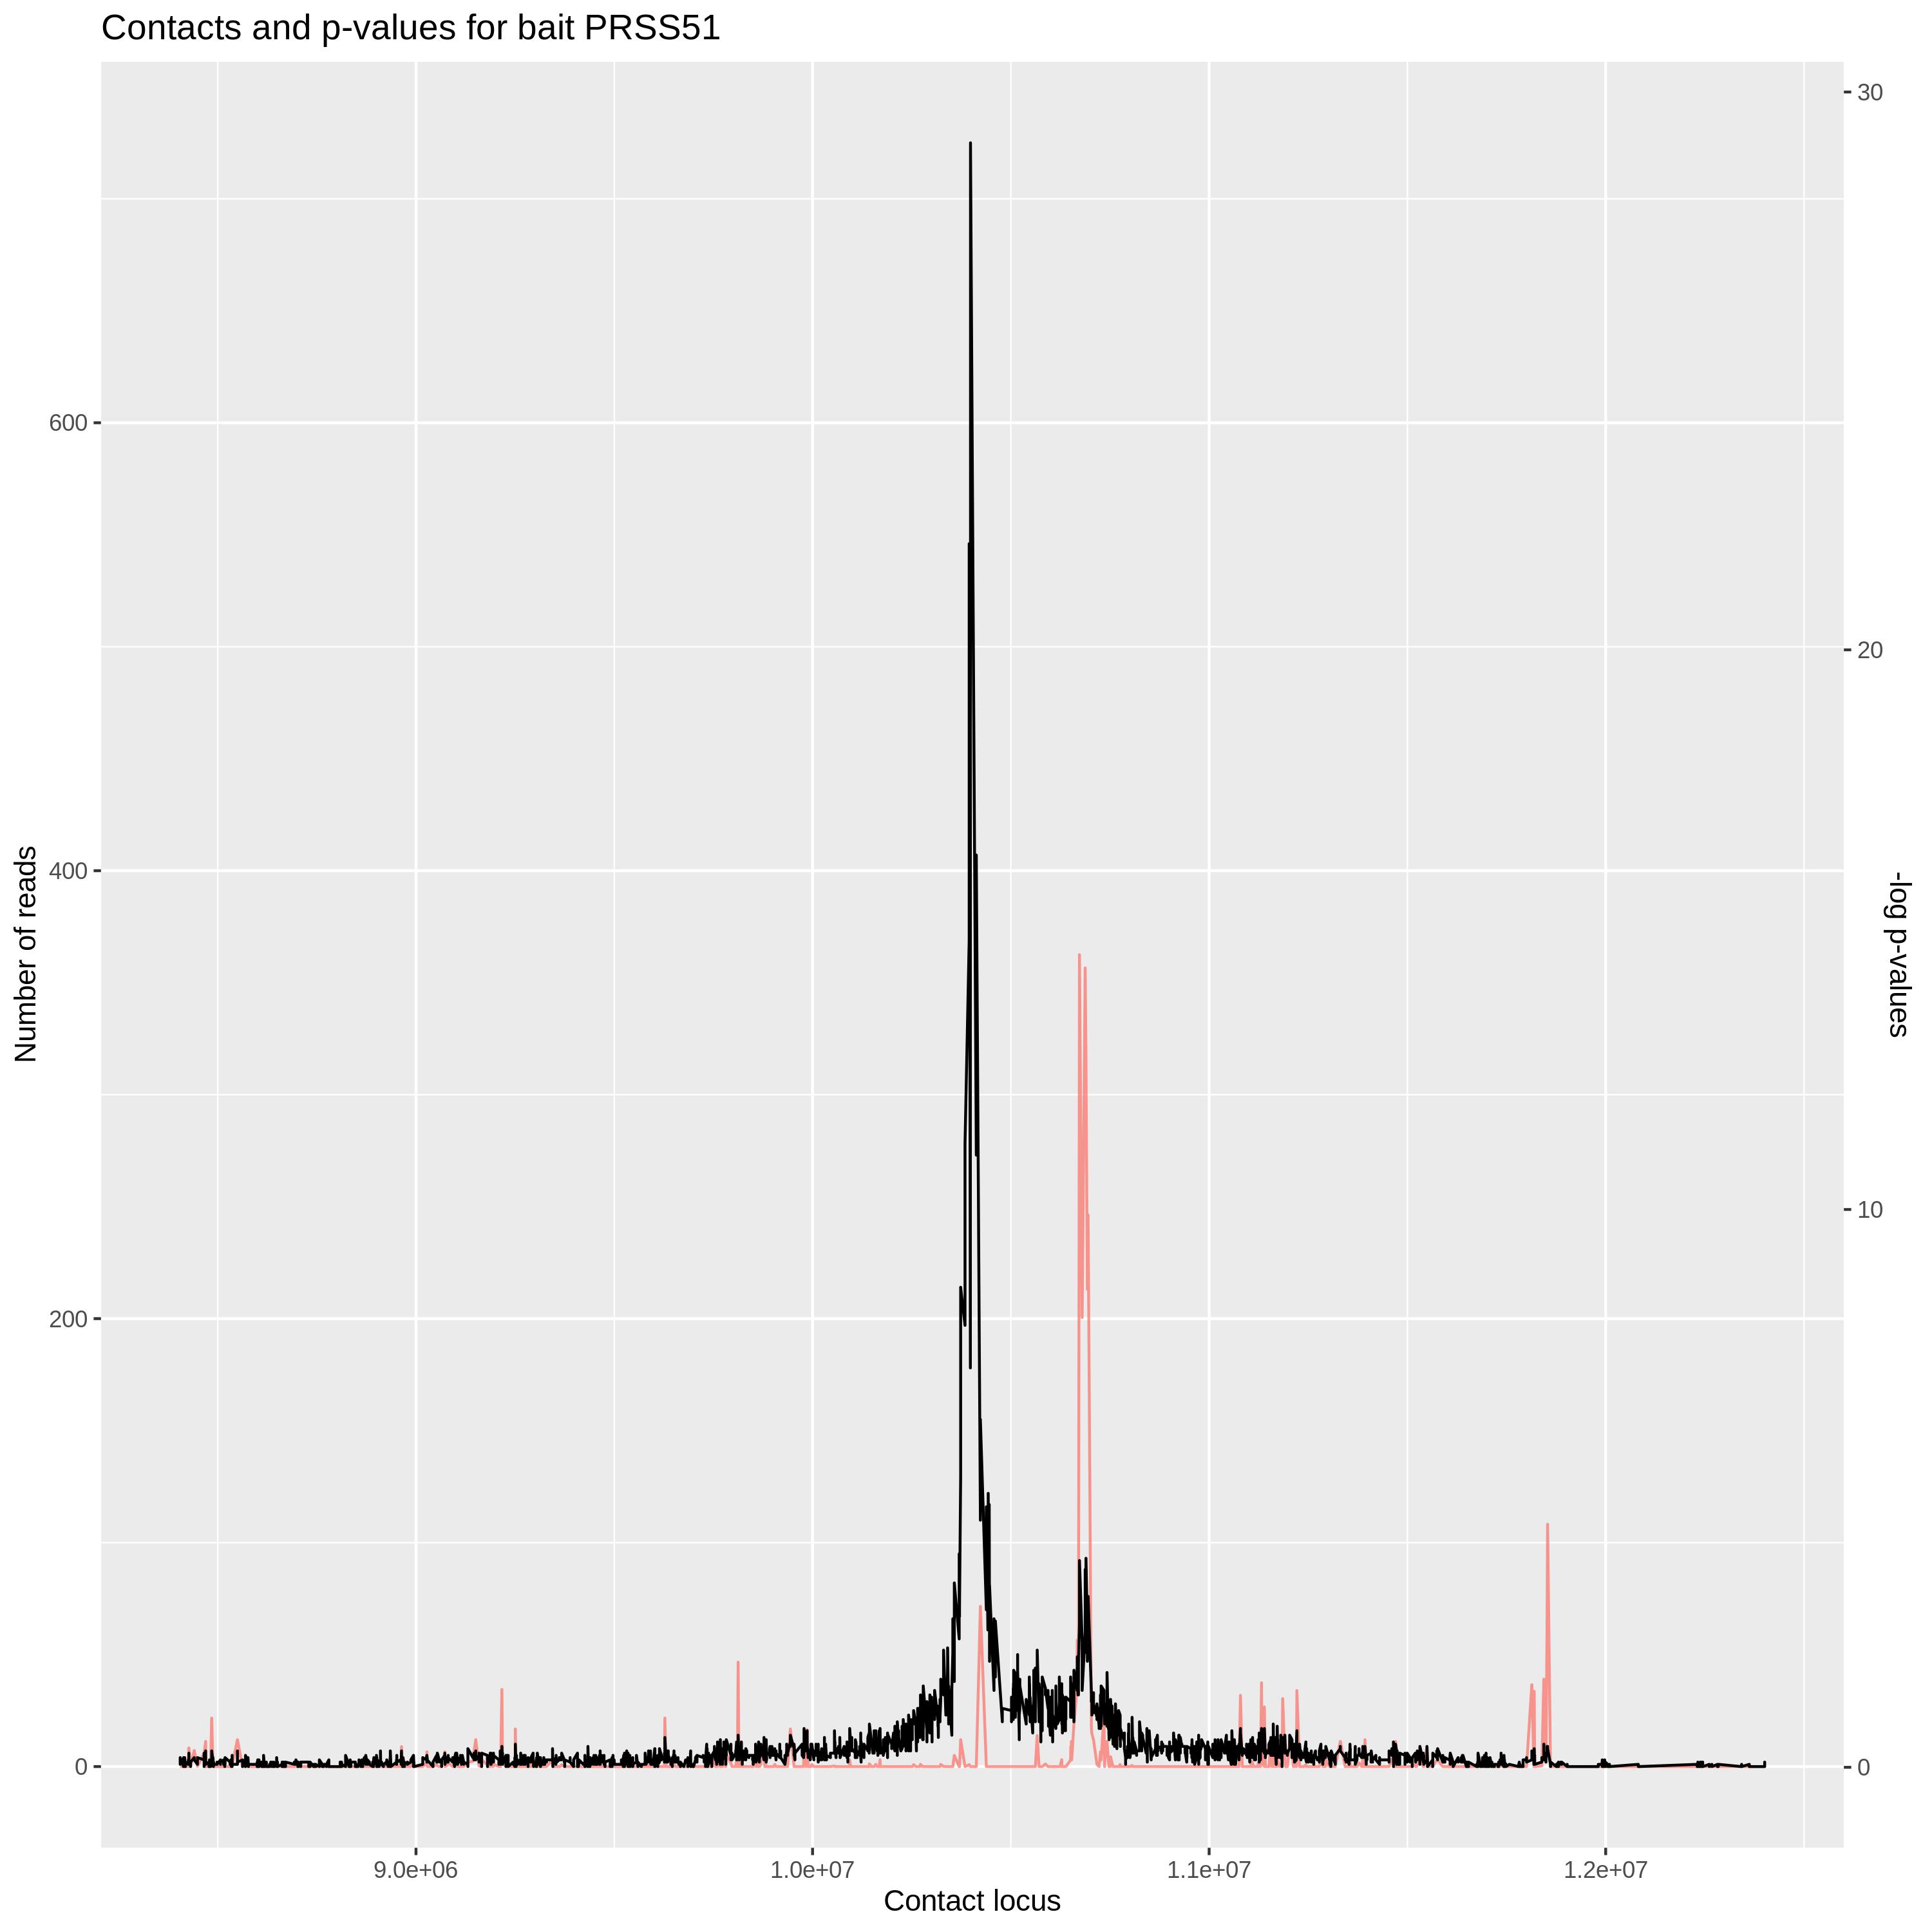 Contacts and p-values for bait PRSS51
30
600
20
400
Number of reads
-log p-values
10
200
0
0
9.0e+06
1.0e+07
1.1e+07
1.2e+07
Contact locus